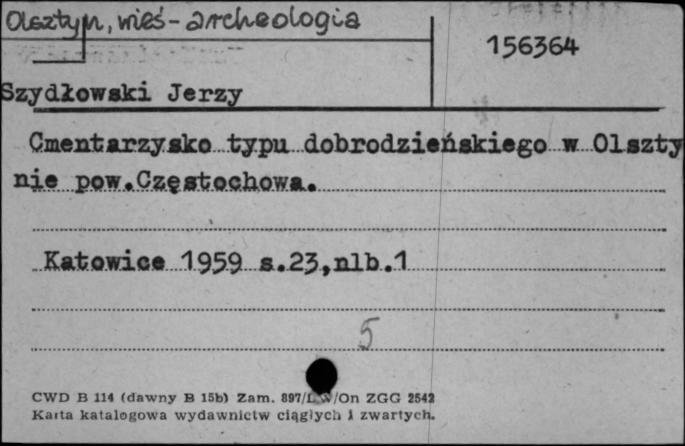 Olsztyn, wieś - archeologia
156364
Szydłowski Jerzy
Cmentarzysko typu dobrodzieńskiego w Olszty
nie pow.Częstochowa.
Katowice 1959 s.23,nlb.1
5
CWD B 114 (dawny B 15b) Zam. 897/LW/On ZGG 2542
Karta katalogowa wydawnictw ciągłych i zwartych.